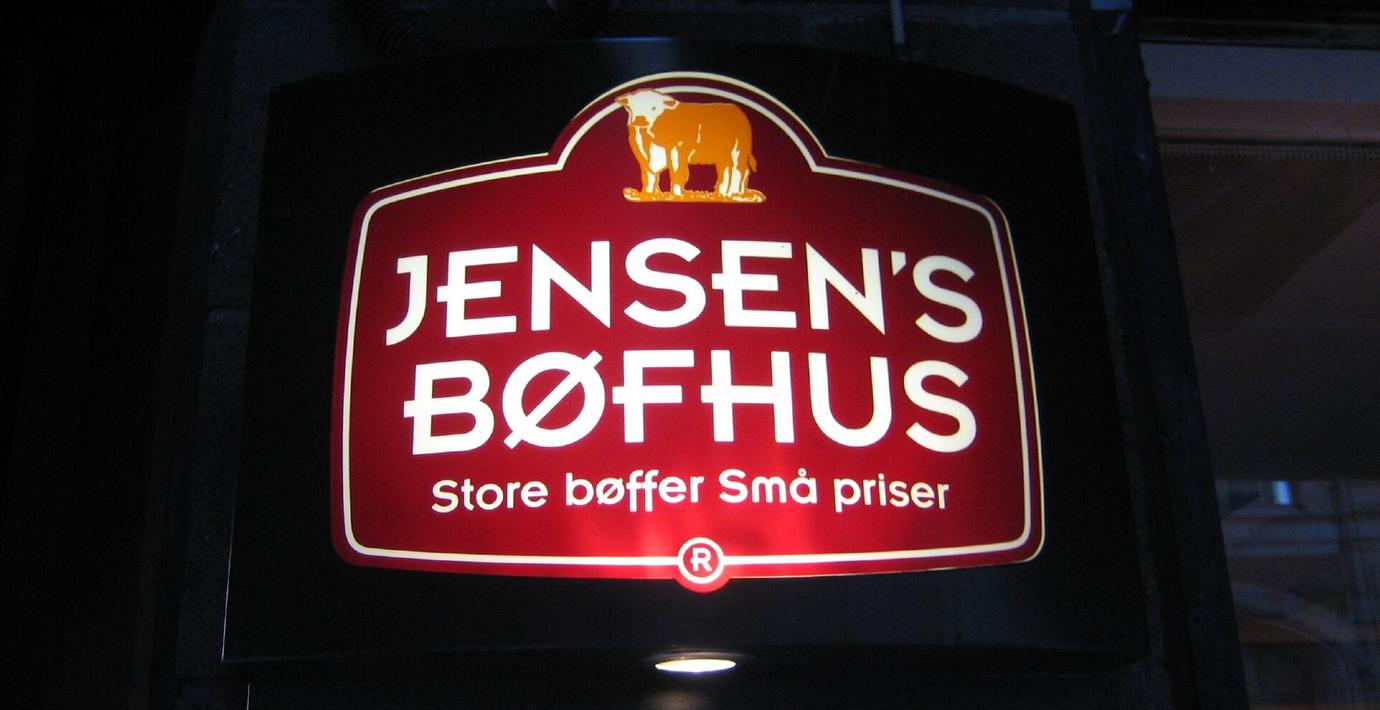 JENSEN'S
BØFHUS
Store bøffer Små priser
R